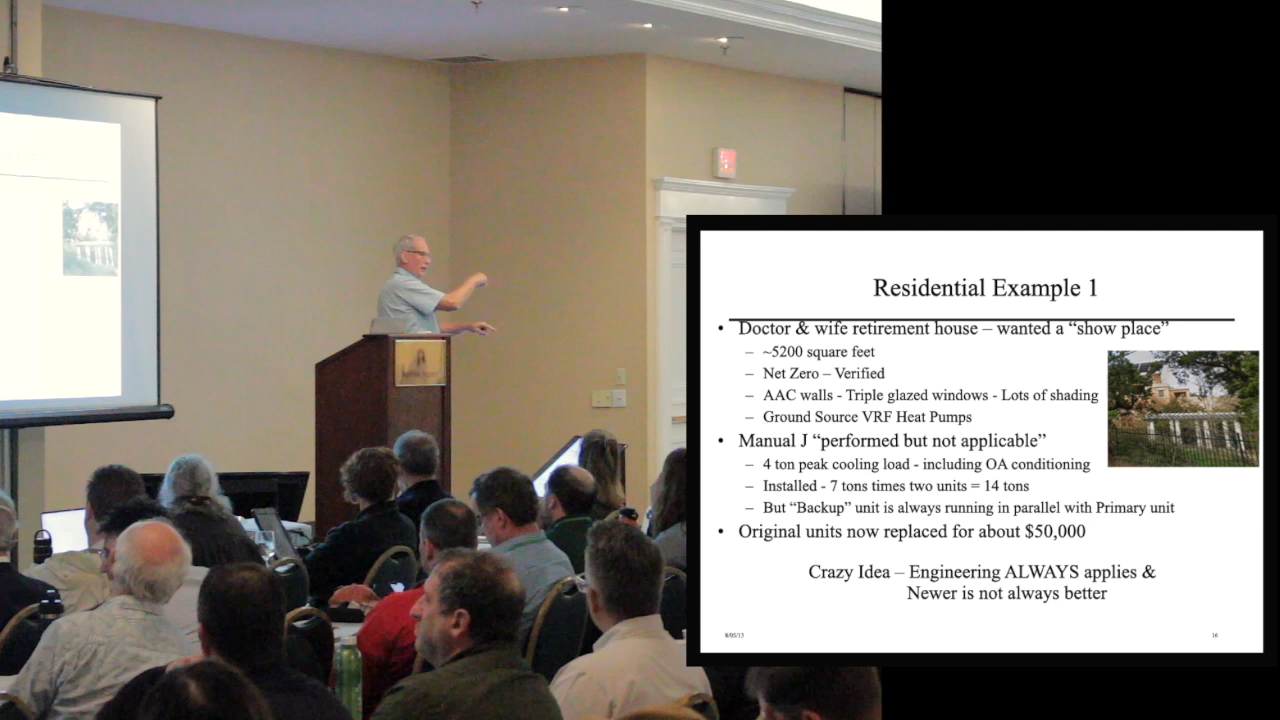 Residential Example 1
• Doctor & wife retirement house – wanted a “show place”
– ~5200 square feet
– Net Zero – Verified
– AAC walls - Triple glazed windows - Lots of shading
– Ground Source VRF Heat Pumps
• Manual J “performed but not applicable”
– 4 ton peak cooling load - including OA conditioning
– Installed - 7 tons times two units = 14 tons
– But “Backup” unit is always running in parallel with Primary unit
• Original units now replaced for about $50,000
Crazy Idea – Engineering ALWAYS applies &
Newer is not always better
8/05/13
16